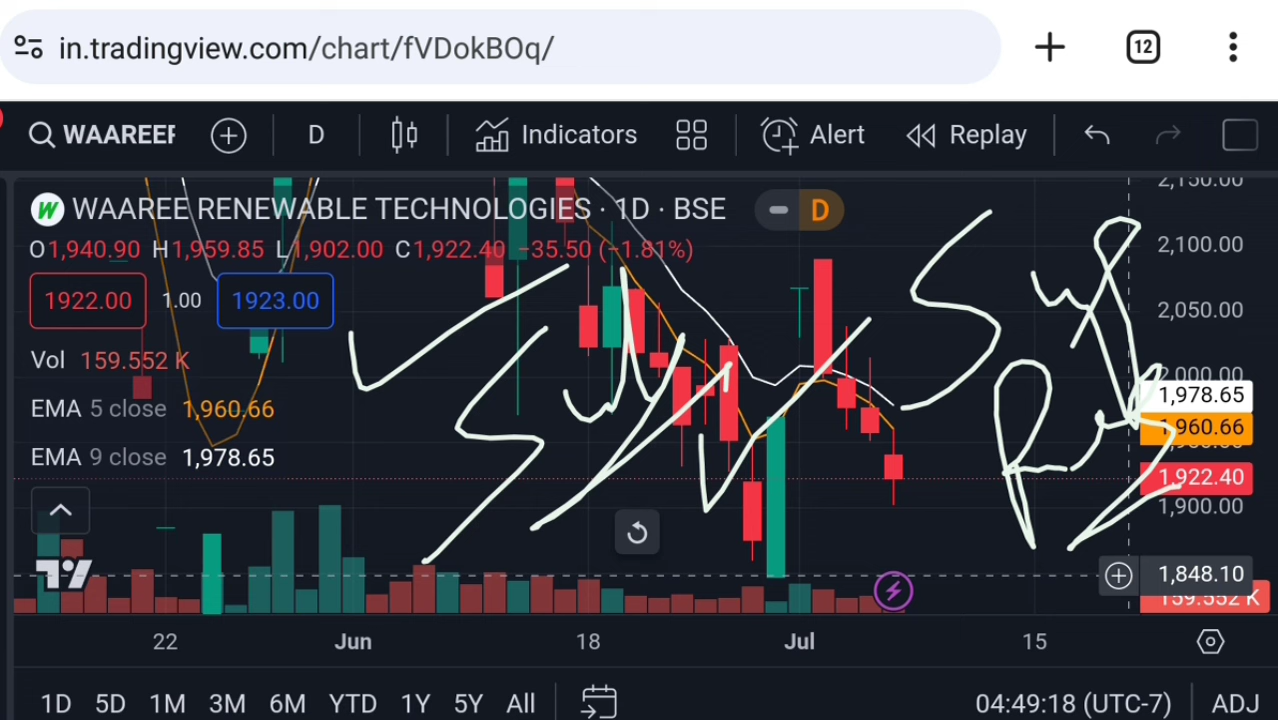 in.tradingview.com/chart/fVDokBOq/
12
WAAREEF
D
Indicators
Alert
Replay
W WAAREE RENEWABLE TECHNOLOGIES · 1D · BSE
D
O1,940.90 H1,959.85 L1,902.00 C1,922.40 −35.50 (−1.81%)
1922.00 1.00 1923.00
Vol 159.552 K
EMA 5 close 1,960.66
EMA 9 close 1,978.65
2,150.00
2,100.00
2,050.00
2,000.00
1,978.65
1,960.66
1,922.40
1,900.00
1,848.10
159.552 K
22 Jun 18 Jul 15
1D 5D 1M 3M 6M YTD 1Y 5Y All
04:49:18 (UTC-7) ADJ